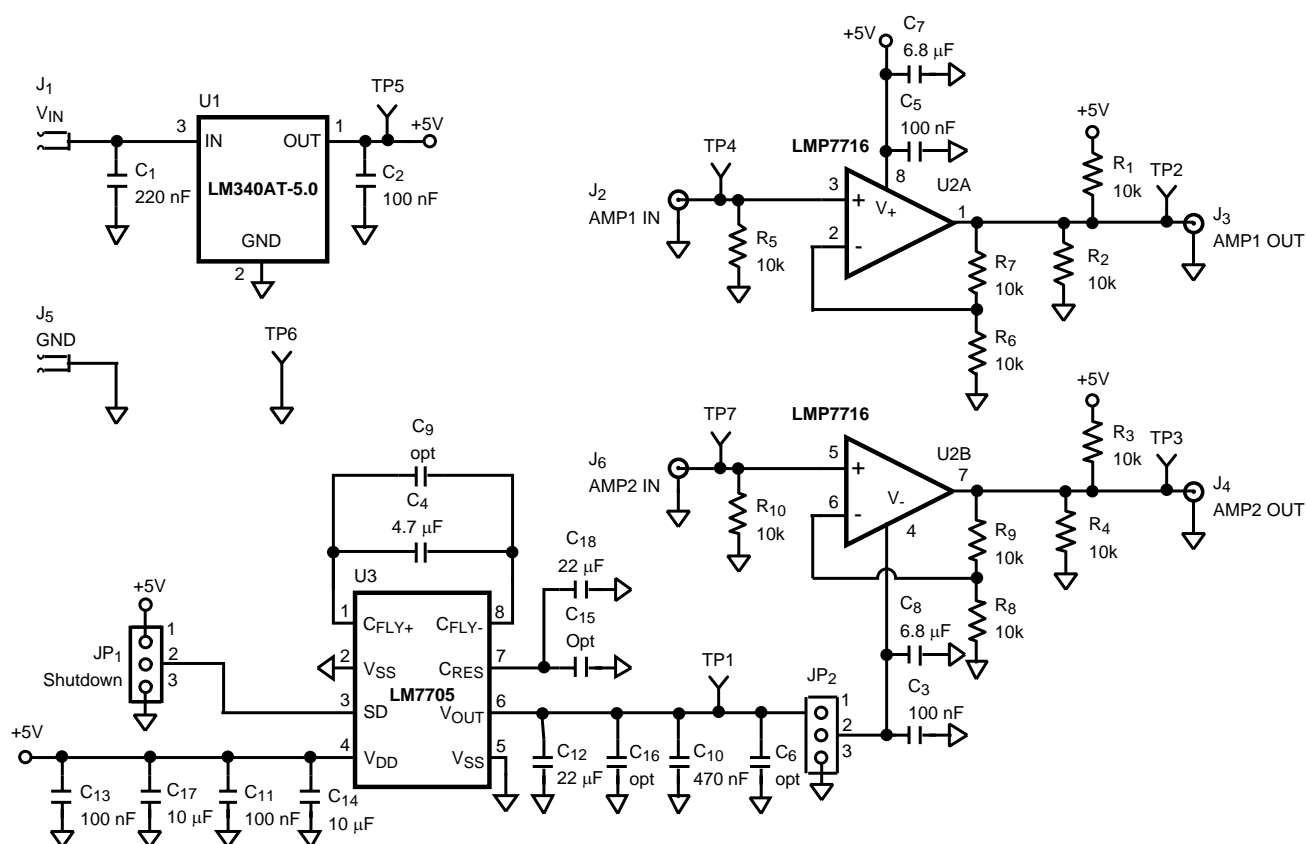 J1
VIN
U1
3
IN
OUT
1
LM340AT-5.0
GND
2
C1
220 nF
TP5
+5V
C2
100 nF
J5
GND
TP6
+5V
C7
6.8 µF
C5
100 nF
LMP7716
TP4
J2
AMP1 IN
R5
10k
3
+
2
-
V+
8
U2A
1
+5V
R1
10k
TP2
J3
AMP1 OUT
R7
10k
R2
10k
R6
10k
LMP7716
TP7
J6
AMP2 IN
R10
10k
5
+
6
-
V-
4
U2B
7
+5V
R3
10k
TP3
J4
AMP2 OUT
R9
10k
R4
10k
R8
10k
C8
6.8 µF
C3
100 nF
C9
opt
C4
4.7 µF
U3
1
CFLY+
CFLY-
8
2
VSS
CRES
7
LM7705
3
SD
VOUT
6
4
VDD
VSS
5
C18
22 µF
C15
Opt
+5V
JP1
Shutdown
1
2
3
+5V
C13
100 nF
C17
10 µF
C11
100 nF
C14
10 µF
TP1
C12
22 µF
C16
opt
C10
470 nF
C6
opt
JP2
1
2
3